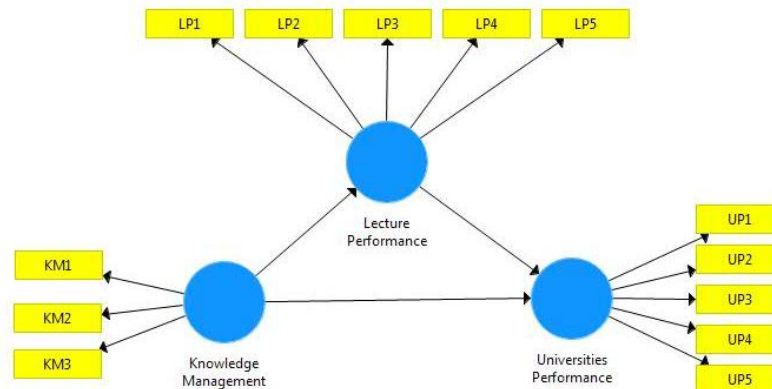 LP1
LP2
LP3
LP4
LP5
Lecture
Performance
UP1
UP2
UP3
UP4
UP5
KM1
KM2
KM3
Knowledge
Management
Universities
Performance